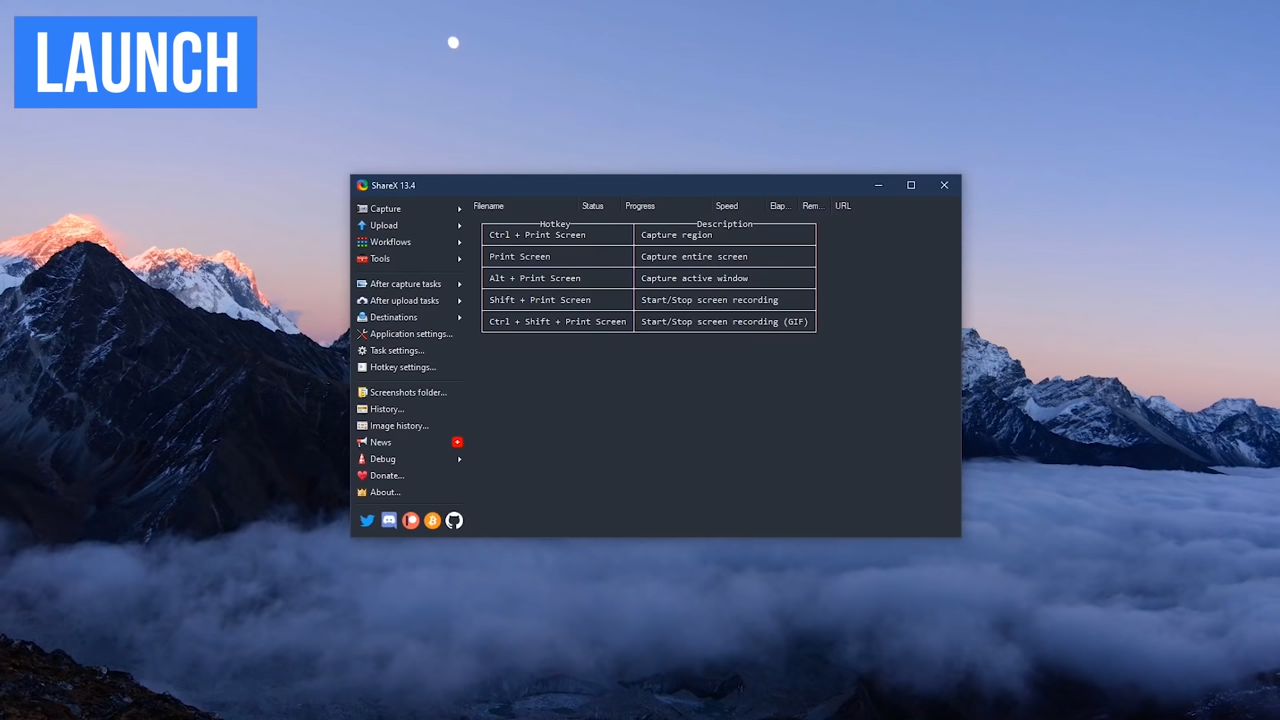 LAUNCH
ShareX 13.4
Capture
Upload
Workflows
Tools
After capture tasks
After upload tasks
Destinations
Application settings...
Task settings...
Hotkey settings...
Screenshots folder...
History...
Image history...
News
Debug
Donate...
About...
Filename Status Progress Speed Elap... Rem... URL
Hotkey Description
Ctrl + Print Screen Capture region
Print Screen Capture entire screen
Alt + Print Screen Capture active window
Shift + Print Screen Start/Stop screen recording
Ctrl + Shift + Print Screen Start/Stop screen recording (GIF)